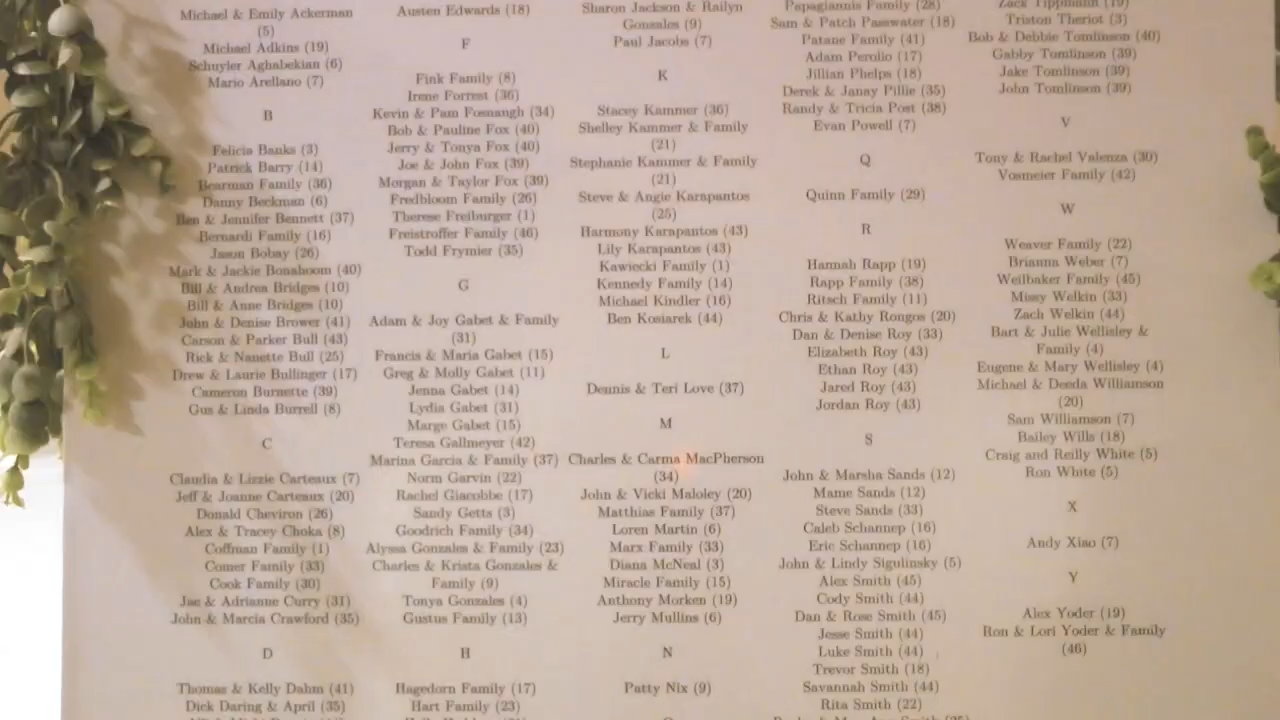 Michael & Emily Ackerman
(5)
Michael Adkins (19)
Schuyler Aghabekian (6)
Mario Arellano (7)
B
Felicia Banks (3)
Patrick Barry (14)
Bearman Family (36)
Danny Beckman (6)
Ben & Jennifer Bennett (37)
Bernardi Family (16)
Jason Bobay (26)
Mark & Jackie Bonahoom (40)
Bill & Andrea Bridges (10)
Bill & Anne Bridges (10)
John & Denise Brower (41)
Carson & Parker Bull (43)
Rick & Nanette Bull (25)
Drew & Laurie Bullinger (17)
Cameron Burnette (39)
Gus & Linda Burrell (8)
C
Claudia & Lizzie Carteaux (7)
Jeff & Joanne Carteaux (20)
Donald Cheviron (26)
Alex & Tracey Choka (8)
Coffman Family (1)
Comer Family (33)
Cook Family (30)
Jae & Adrianne Curry (31)
John & Marcia Crawford (35)
D
Thomas & Kelly Dahm (41)
Dick Daring & April (35)
Austen Edwards (18)
F
Fink Family (8)
Irene Forrest (36)
Kevin & Pam Fosnaugh (34)
Bob & Pauline Fox (40)
Jerry & Tonya Fox (40)
Joe & John Fox (39)
Morgan & Taylor Fox (39)
Fredbloom Family (26)
Therese Freiburger (1)
Freistroffer Family (46)
Todd Frymier (35)
G
Adam & Joy Gabet & Family
(31)
Francis & Maria Gabet (15)
Greg & Molly Gabet (11)
Jenna Gabet (14)
Lydia Gabet (31)
Marge Gabet (15)
Teresa Gallmeyer (42)
Marina Garcia & Family (37)
Norm Garvin (22)
Rachel Giacobbe (17)
Sandy Getts (3)
Goodrich Family (34)
Alyssa Gonzales & Family (23)
Charles & Krista Gonzales &
Family (9)
Tonya Gonzales (4)
Gustus Family (13)
H
Hagedorn Family (17)
Hart Family (23)
Sharon Jackson & Railyn
Gonzales (9)
Paul Jacobs (7)
K
Stacey Kammer (36)
Shelley Kammer & Family
(21)
Stephanie Kammer & Family
(21)
Steve & Angie Karapantos
(25)
Harmony Karapantos (43)
Lily Karapantos (43)
Kawiecki Family (1)
Kennedy Family (14)
Michael Kindler (16)
Ben Kosiarek (44)
L
Dennis & Teri Love (37)
M
Charles & Carma MacPherson
(34)
John & Vicki Maloley (20)
Matthias Family (37)
Loren Martin (6)
Marx Family (33)
Diana McNeal (3)
Miracle Family (15)
Anthony Morken (19)
Jerry Mullins (6)
N
Patty Nix (9)
Papagiannis Family (28)
Sam & Patch Passwater (18)
Patane Family (41)
Adam Perolio (17)
Jillian Phelps (18)
Derek & Janay Pillie (35)
Randy & Tricia Post (38)
Evan Powell (7)
Q
Quinn Family (29)
R
Hannah Rapp (19)
Rapp Family (38)
Ritsch Family (11)
Chris & Kathy Rongos (20)
Dan & Denise Roy (33)
Elizabeth Roy (43)
Ethan Roy (43)
Jared Roy (43)
Jordan Roy (43)
S
John & Marsha Sands (12)
Mame Sands (12)
Steve Sands (33)
Caleb Schannep (16)
Eric Schannep (16)
John & Lindy Sigulinsky (5)
Alex Smith (45)
Cody Smith (44)
Dan & Rose Smith (45)
Jesse Smith (44)
Luke Smith (44)
Trevor Smith (18)
Savannah Smith (44)
Rita Smith (22)
Zack Tippmann (19)
Triston Theriot (3)
Bob & Debbie Tomlinson (40)
Gabby Tomlinson (39)
Jake Tomlinson (39)
John Tomlinson (39)
V
Tony & Rachel Valenza (30)
Vosmeier Family (42)
W
Weaver Family (22)
Brianna Weber (7)
Weilbaker Family (45)
Missy Welkin (33)
Zach Welkin (44)
Bart & Julie Wellisley &
Family (4)
Eugene & Mary Wellisley (4)
Michael & Deeda Williamson
(20)
Sam Williamson (7)
Bailey Wills (18)
Craig and Reilly White (5)
Ron White (5)
X
Andy Xiao (7)
Y
Alex Yoder (19)
Ron & Lori Yoder & Family
(46)